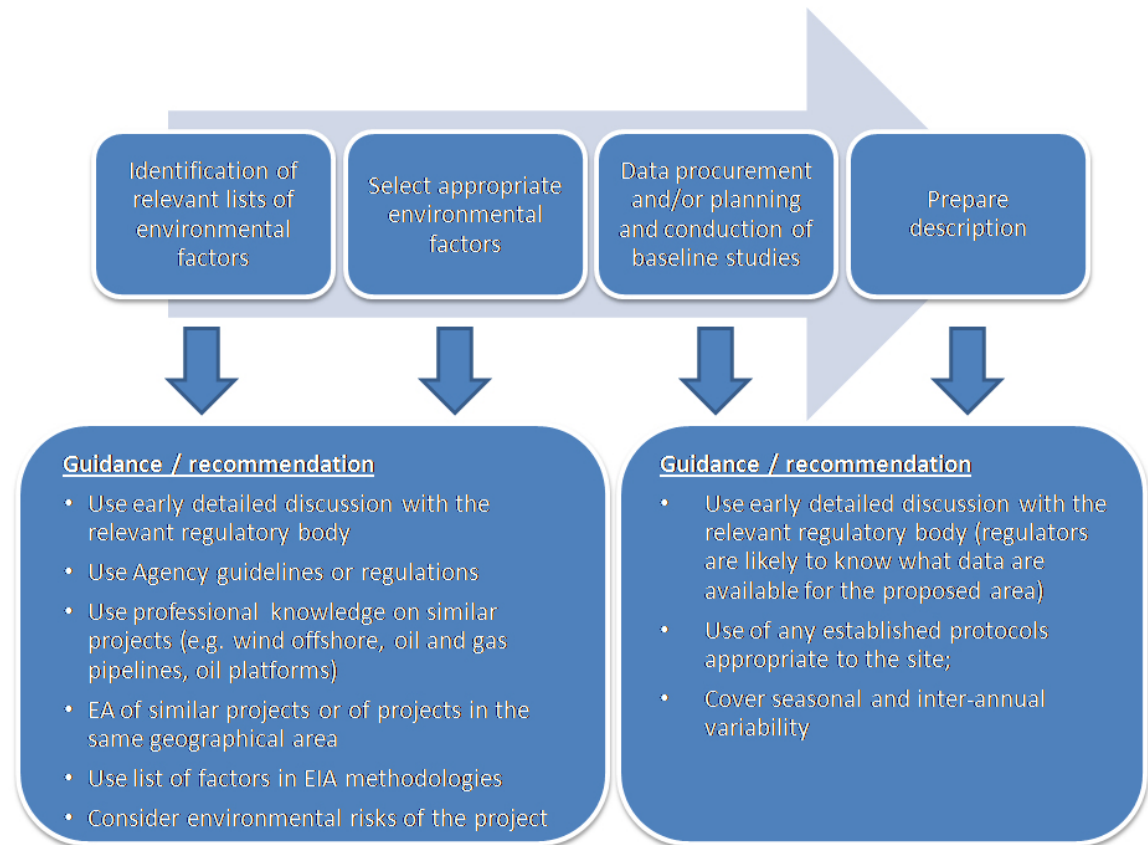 Identification of
relevant lists of
environmental
factors
Select appropriate
environmental
factors
Data procurement
and/or planning
and conduction of
baseline studies
Prepare
description
Guidance / recommendation
• Use early detailed discussion with the
relevant regulatory body
• Use Agency guidelines or regulations
• Use professional knowledge on similar
projects (e.g. wind offshore, oil and gas
pipelines, oil platforms)
• EA of similar projects or of projects in the
same geographical area
• Use list of factors in EIA methodologies
• Consider environmental risks of the project
Guidance / recommendation
• Use early detailed discussion with the
relevant regulatory body (regulators
are likely to know what data are
available for the proposed area)
• Use of any established protocols
appropriate to the site;
• Cover seasonal and inter-annual
variability